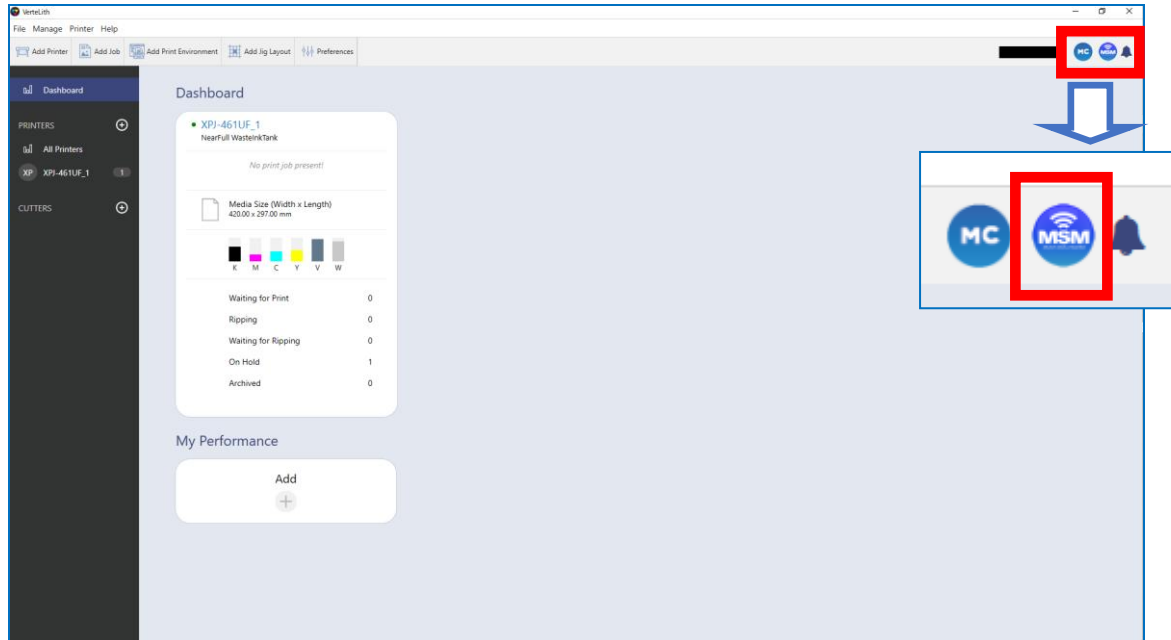 VerteLith
File Manage Printer Help
Add Printer Add Job Add Print Environment Add Jig Layout Preferences
MC MSM
Dashboard
PRINTERS
All Printers
XP XPJ-461UF_1 1
CUTTERS
Dashboard
XPJ-461UF_1
NearFull WasteInkTank
No print job present!
Media Size (Width x Length)
420.00 x 297.00 mm
K M C Y V W
Waiting for Print 0
Ripping 0
Waiting for Ripping 0
On Hold 1
Archived 0
My Performance
Add
MC MSM